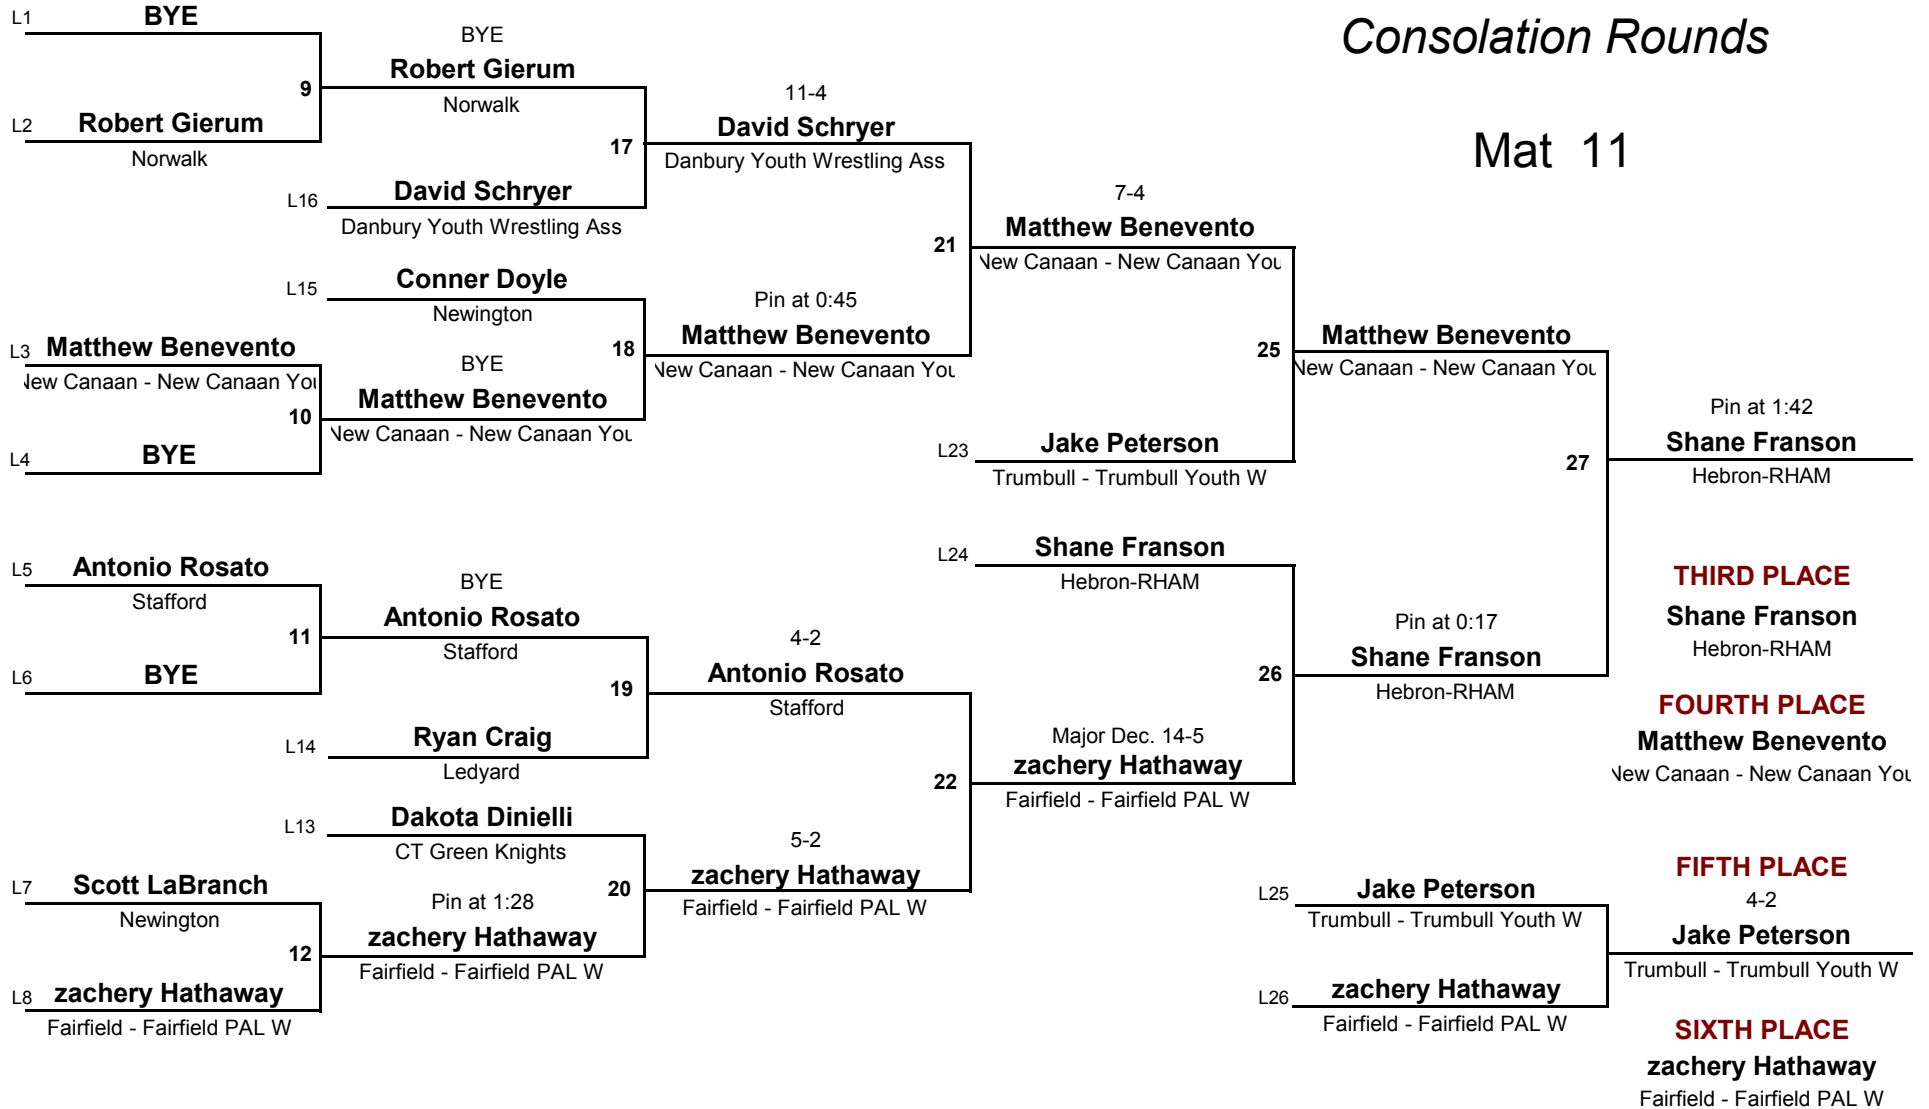 Consolation Rounds
Mat 11
L1 BYE
9
L2 Robert Gierum
Norwalk
L3 Matthew Benevento
New Canaan - New Canaan You
10
L4 BYE
L5 Antonio Rosato
Stafford
11
L6 BYE
L7 Scott LaBranch
Newington
12
L8 zachery Hathaway
Fairfield - Fairfield PAL W
BYE
Robert Gierum
Norwalk
17
L16 David Schryer
Danbury Youth Wrestling Ass
L15 Conner Doyle
Newington
18
BYE
Matthew Benevento
New Canaan - New Canaan You
BYE
Antonio Rosato
Stafford
19
L14 Ryan Craig
Ledyard
L13 Dakota Dinielli
CT Green Knights
20
Pin at 1:28
zachery Hathaway
Fairfield - Fairfield PAL W
11-4
David Schryer
Danbury Youth Wrestling Ass
21
Pin at 0:45
Matthew Benevento
New Canaan - New Canaan You
4-2
Antonio Rosato
Stafford
22
5-2
zachery Hathaway
Fairfield - Fairfield PAL W
7-4
Matthew Benevento
New Canaan - New Canaan You
25
L23 Jake Peterson
Trumbull - Trumbull Youth W
L24 Shane Franson
Hebron-RHAM
26
Major Dec. 14-5
zachery Hathaway
Fairfield - Fairfield PAL W
Matthew Benevento
New Canaan - New Canaan You
27
Pin at 0:17
Shane Franson
Hebron-RHAM
Pin at 1:42
Shane Franson
Hebron-RHAM
THIRD PLACE
Shane Franson
Hebron-RHAM
FOURTH PLACE
Matthew Benevento
New Canaan - New Canaan You
L25 Jake Peterson
Trumbull - Trumbull Youth W
L26 zachery Hathaway
Fairfield - Fairfield PAL W
FIFTH PLACE
4-2
Jake Peterson
Trumbull - Trumbull Youth W
SIXTH PLACE
zachery Hathaway
Fairfield - Fairfield PAL W